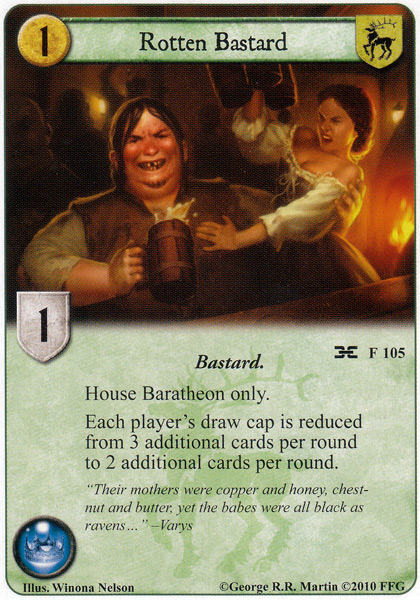 1
Rotten Bastard
1
F 105
Bastard.
House Baratheon only.
Each player's draw cap is reduced
from 3 additional cards per round
to 2 additional cards per round.
"Their mothers were copper and honey, chest-
nut and butter, yet the babes were all black as
ravens…" –Varys
Illus. Winona Nelson
©George R.R. Martin ©2010 FFG